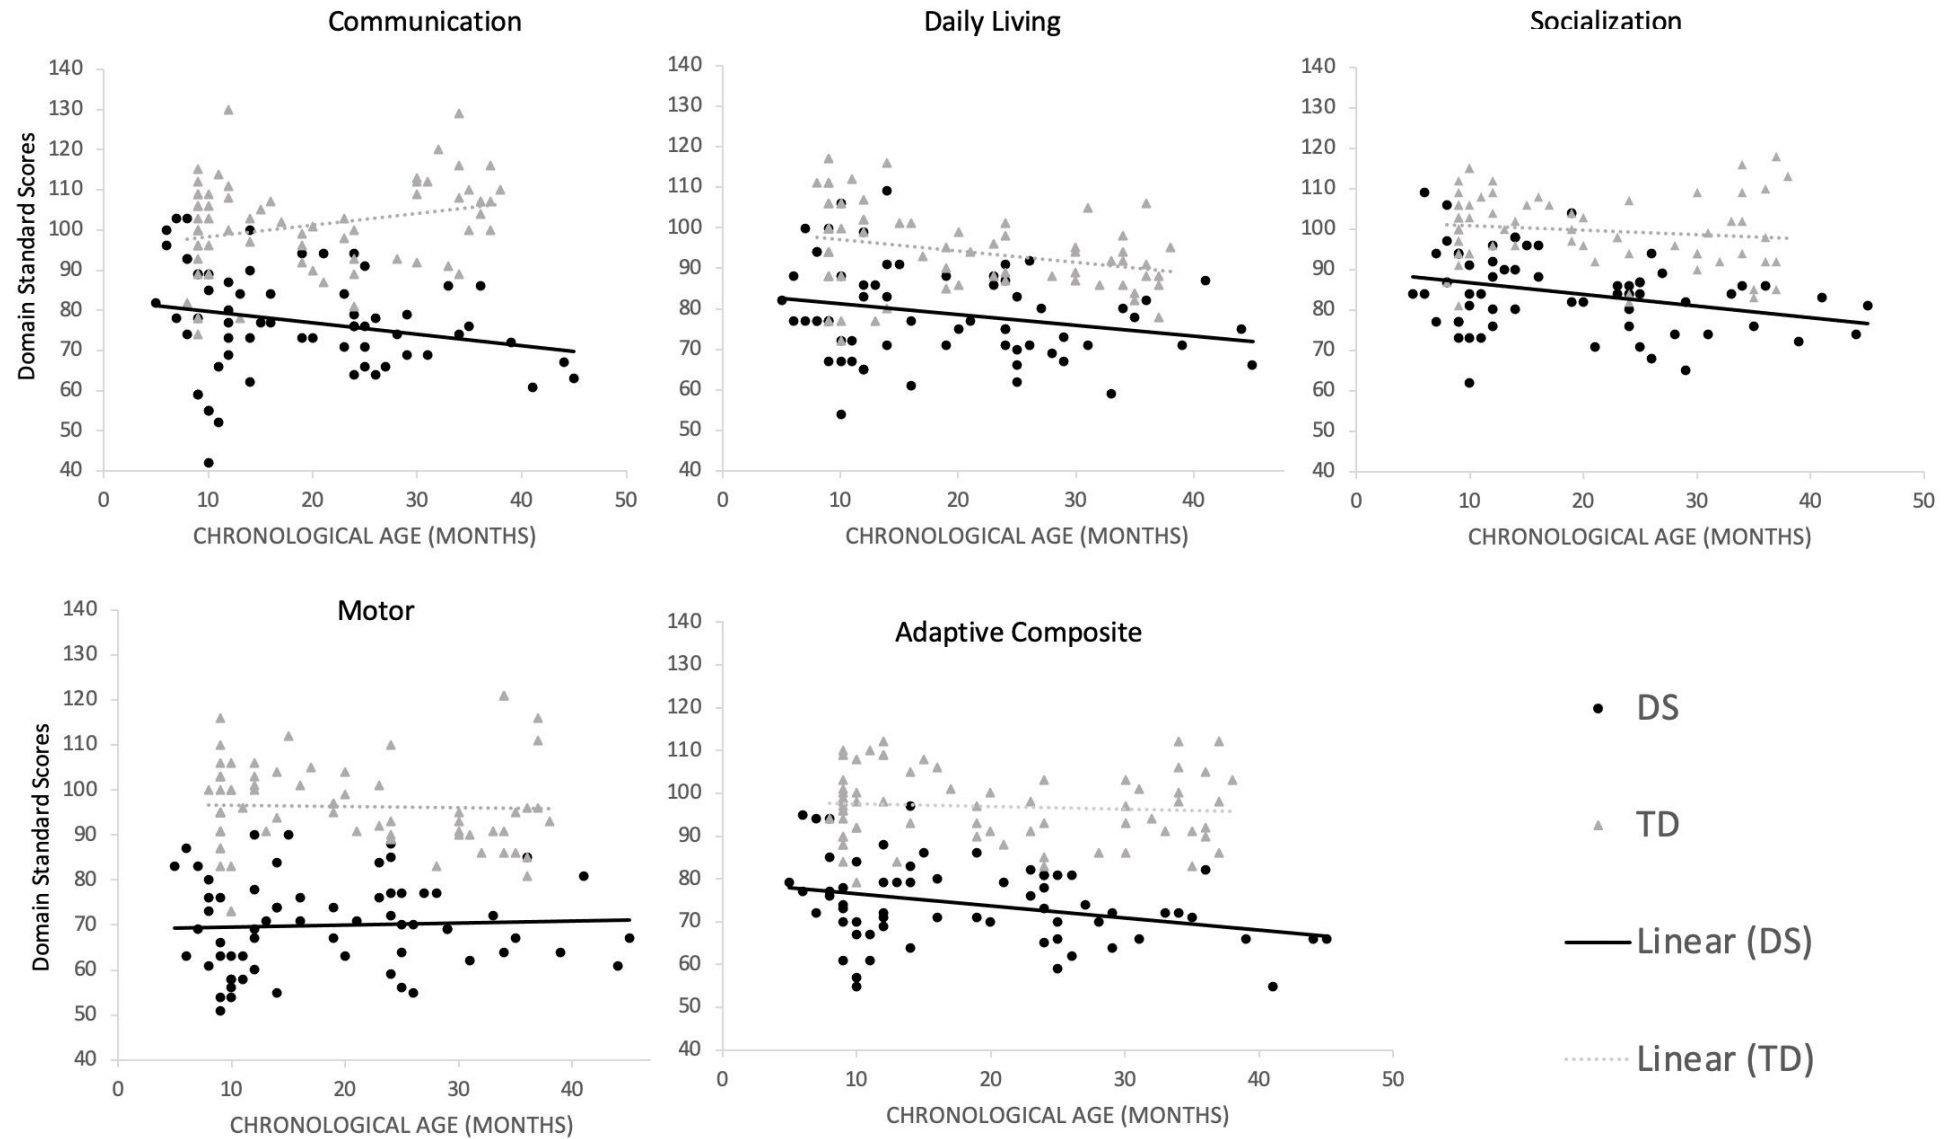 Communication
Daily Living
Socialization
Domain Standard Scores
140
130
120
110
100
90
80
70
60
50
40
0 10 20 30 40 50
CHRONOLOGICAL AGE (MONTHS)
140
130
120
110
100
90
80
70
60
50
40
0 10 20 30 40
CHRONOLOGICAL AGE (MONTHS)
140
130
120
110
100
90
80
70
60
50
40
0 10 20 30 40 50
CHRONOLOGICAL AGE (MONTHS)
Motor
Domain Standard Scores
140
130
120
110
100
90
80
70
60
50
40
0 10 20 30 40
CHRONOLOGICAL AGE (MONTHS)
Adaptive Composite
140
130
120
110
100
90
80
70
60
50
40
0 10 20 30 40 50
CHRONOLOGICAL AGE (MONTHS)
DS
TD
Linear (DS)
Linear (TD)